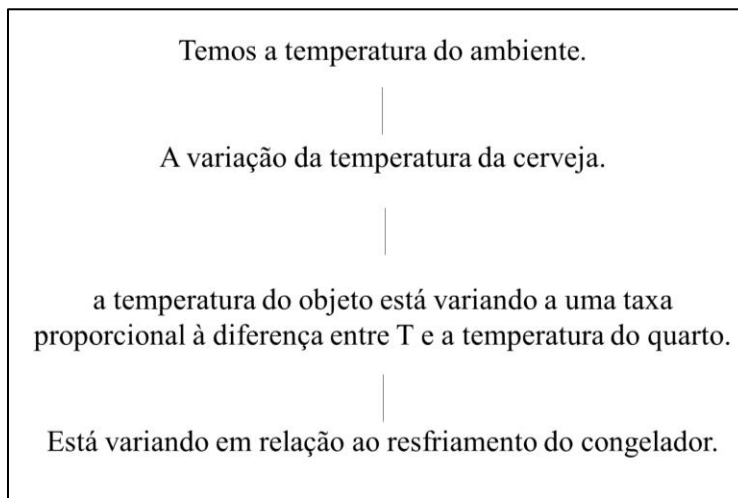 Temos a temperatura do ambiente.
A variação da temperatura da cerveja.
a temperatura do objeto está variando a uma taxa
proporcional à diferença entre T e a temperatura do quarto.
Está variando em relação ao resfriamento do congelador.